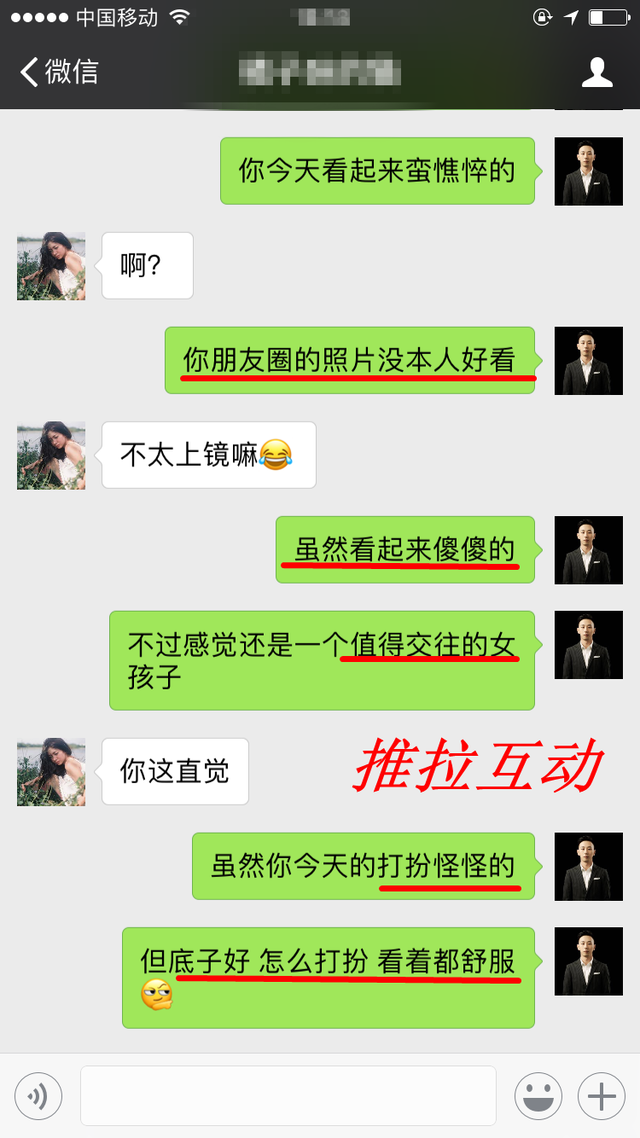 中国移动
微信
你今天看起来蛮憔悴的
啊?
你朋友圈的照片没本人好看
不太上镜嘛😂
虽然看起来傻傻的
不过感觉还是一个值得交往的女
孩子
你这直觉
推拉互动
虽然你今天的打扮怪怪的
但底子好 怎么打扮 看着都舒服